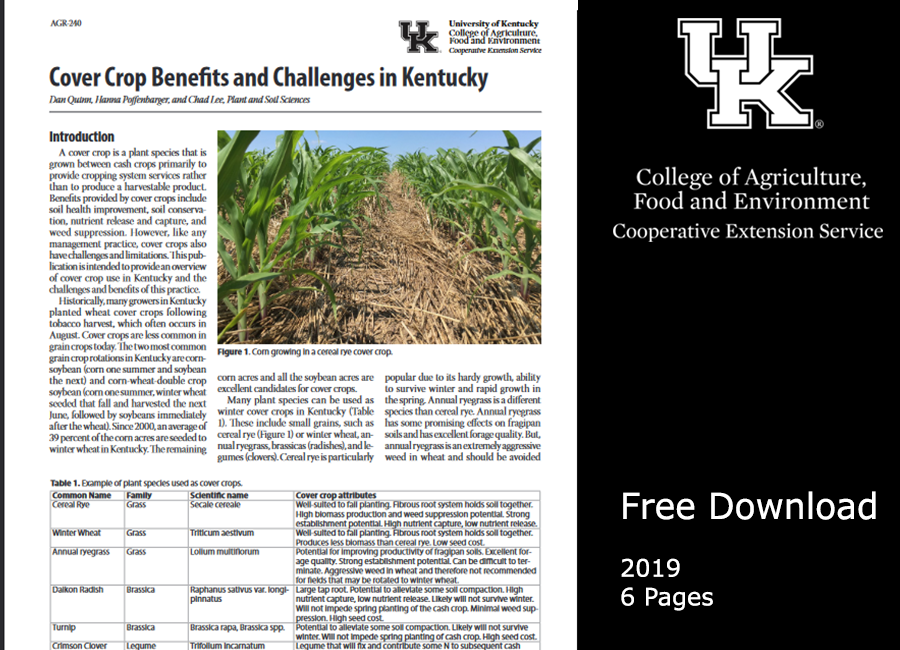 AGR-240
UK
University of Kentucky
College of Agriculture,
Food and Environment
Cooperative Extension Service
Cover Crop Benefits and Challenges in Kentucky
Dan Quinn, Hanna Poffenbarger, and Chad Lee, Plant and Soil Sciences
Introduction
A cover crop is a plant species that is
grown between cash crops primarily to
provide cropping system services rather
than to produce a harvestable product.
Benefits provided by cover crops include
soil health improvement, soil conserva-
tion, nutrient release and capture, and
weed suppression. However, like any
management practice, cover crops also
have challenges and limitations. This pub-
lication is intended to provide an overview
of cover crop use in Kentucky and the
challenges and benefits of this practice.
Historically, many growers in Kentucky
planted wheat cover crops following
tobacco harvest, which often occurs in
August. Cover crops are less common in
grain crops today. The two most common
grain crop rotations in Kentucky are corn-
soybean (corn one summer and soybean
the next) and corn-wheat-double crop
soybean (corn one summer, winter wheat
seeded that fall and harvested the next
June, followed by soybeans immediately
after the wheat). Since 2000, an average of
39 percent of the corn acres are seeded to
winter wheat in Kentucky. The remaining
Figure 1. Corn growing in a cereal rye cover crop.
corn acres and all the soybean acres are
excellent candidates for cover crops.
Many plant species can be used as
winter cover crops in Kentucky (Table
1). These include small grains, such as
cereal rye (Figure 1) or winter wheat, an-
nual ryegrass, brassicas (radishes), and le-
gumes (clovers). Cereal rye is particularly
popular due to its hardy growth, ability
to survive winter and rapid growth in
the spring. Annual ryegrass is a different
species than cereal rye. Annual ryegrass
has some promising effects on fragipan
soils and has excellent forage quality. But,
annual ryegrass is an extremely aggressive
weed in wheat and should be avoided
Table 1. Example of plant species used as cover crops.
Common Name Family Scientific name Cover crop attributes
Cereal Rye Grass Secale cereale Well-suited to fall planting. Fibrous root system holds soil together.
High biomass production and weed suppression potential. Strong
establishment potential. High nutrient capture, low nutrient release.
Winter Wheat Grass Triticum aestivum Well-suited to fall planting. Fibrous root system holds soil together.
Produces less biomass than cereal rye. Low seed cost.
Annual ryegrass Grass Lolium multiflorum Potential for improving productivity of fragipan soils. Excellent for-
age quality. Strong establishment potential. Can be difficult to ter-
minate. Aggressive weed in wheat and therefore not recommended
for fields that may be rotated to winter wheat.
Daikon Radish Brassica Raphanus sativus var. longi- Large tap root. Potential to alleviate some soil compaction. High
pinnatus nutrient capture, low nutrient release. Likely will not survive winter.
Will not impede spring planting of the cash crop. Minimal weed sup-
pression. High seed cost.
Turnip Brassica Brassica rapa, Brassica spp. Potential to alleviate some soil compaction. Likely will not survive
winter. Will not impede spring planting of cash crop. High seed cost.
Crimson Clover Legume Trifolium incarnatum Legume that will fix and contribute some N to subsequent cash
UK®
College of Agriculture,
Food and Environment
Cooperative Extension Service
Free Download
2019
6 Pages